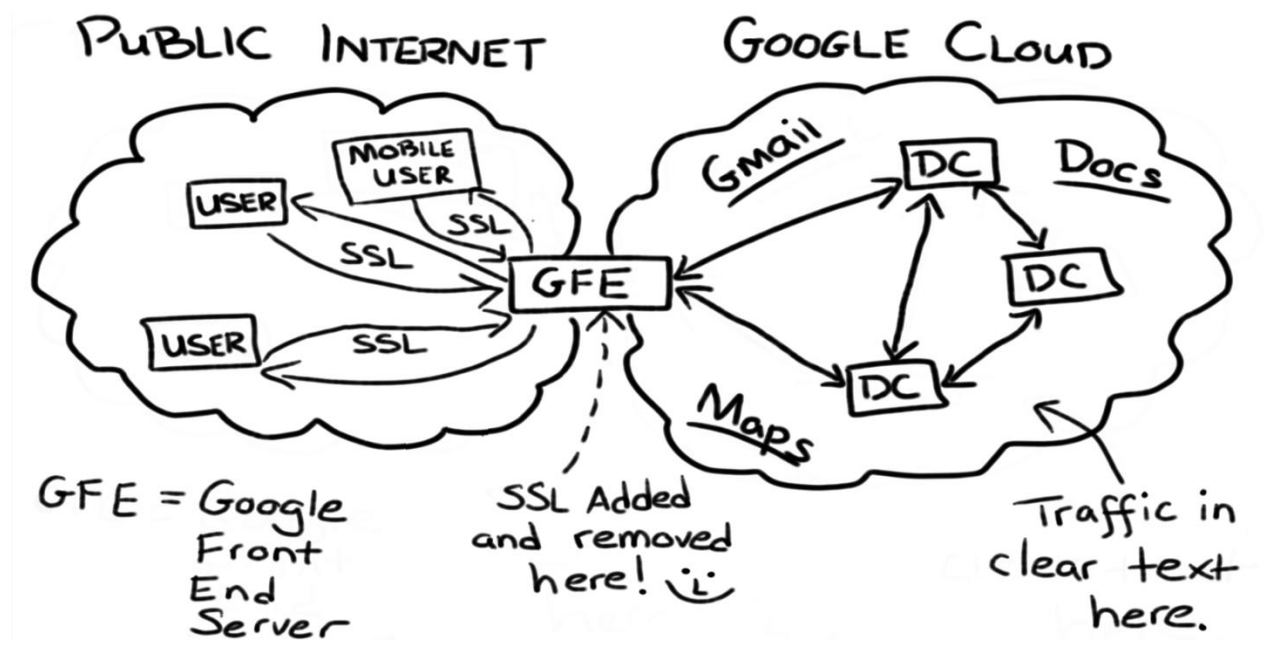 PUBLIC INTERNET
GOOGLE CLOUD
MOBILE
USER
USER
SSL
SSL
USER
SSL
GFE
Gmail
DC
Docs
DC
DC
Maps
GFE = Google
Front
End
Server
SSL Added
and removed
here!
Traffic in
clear text
here.